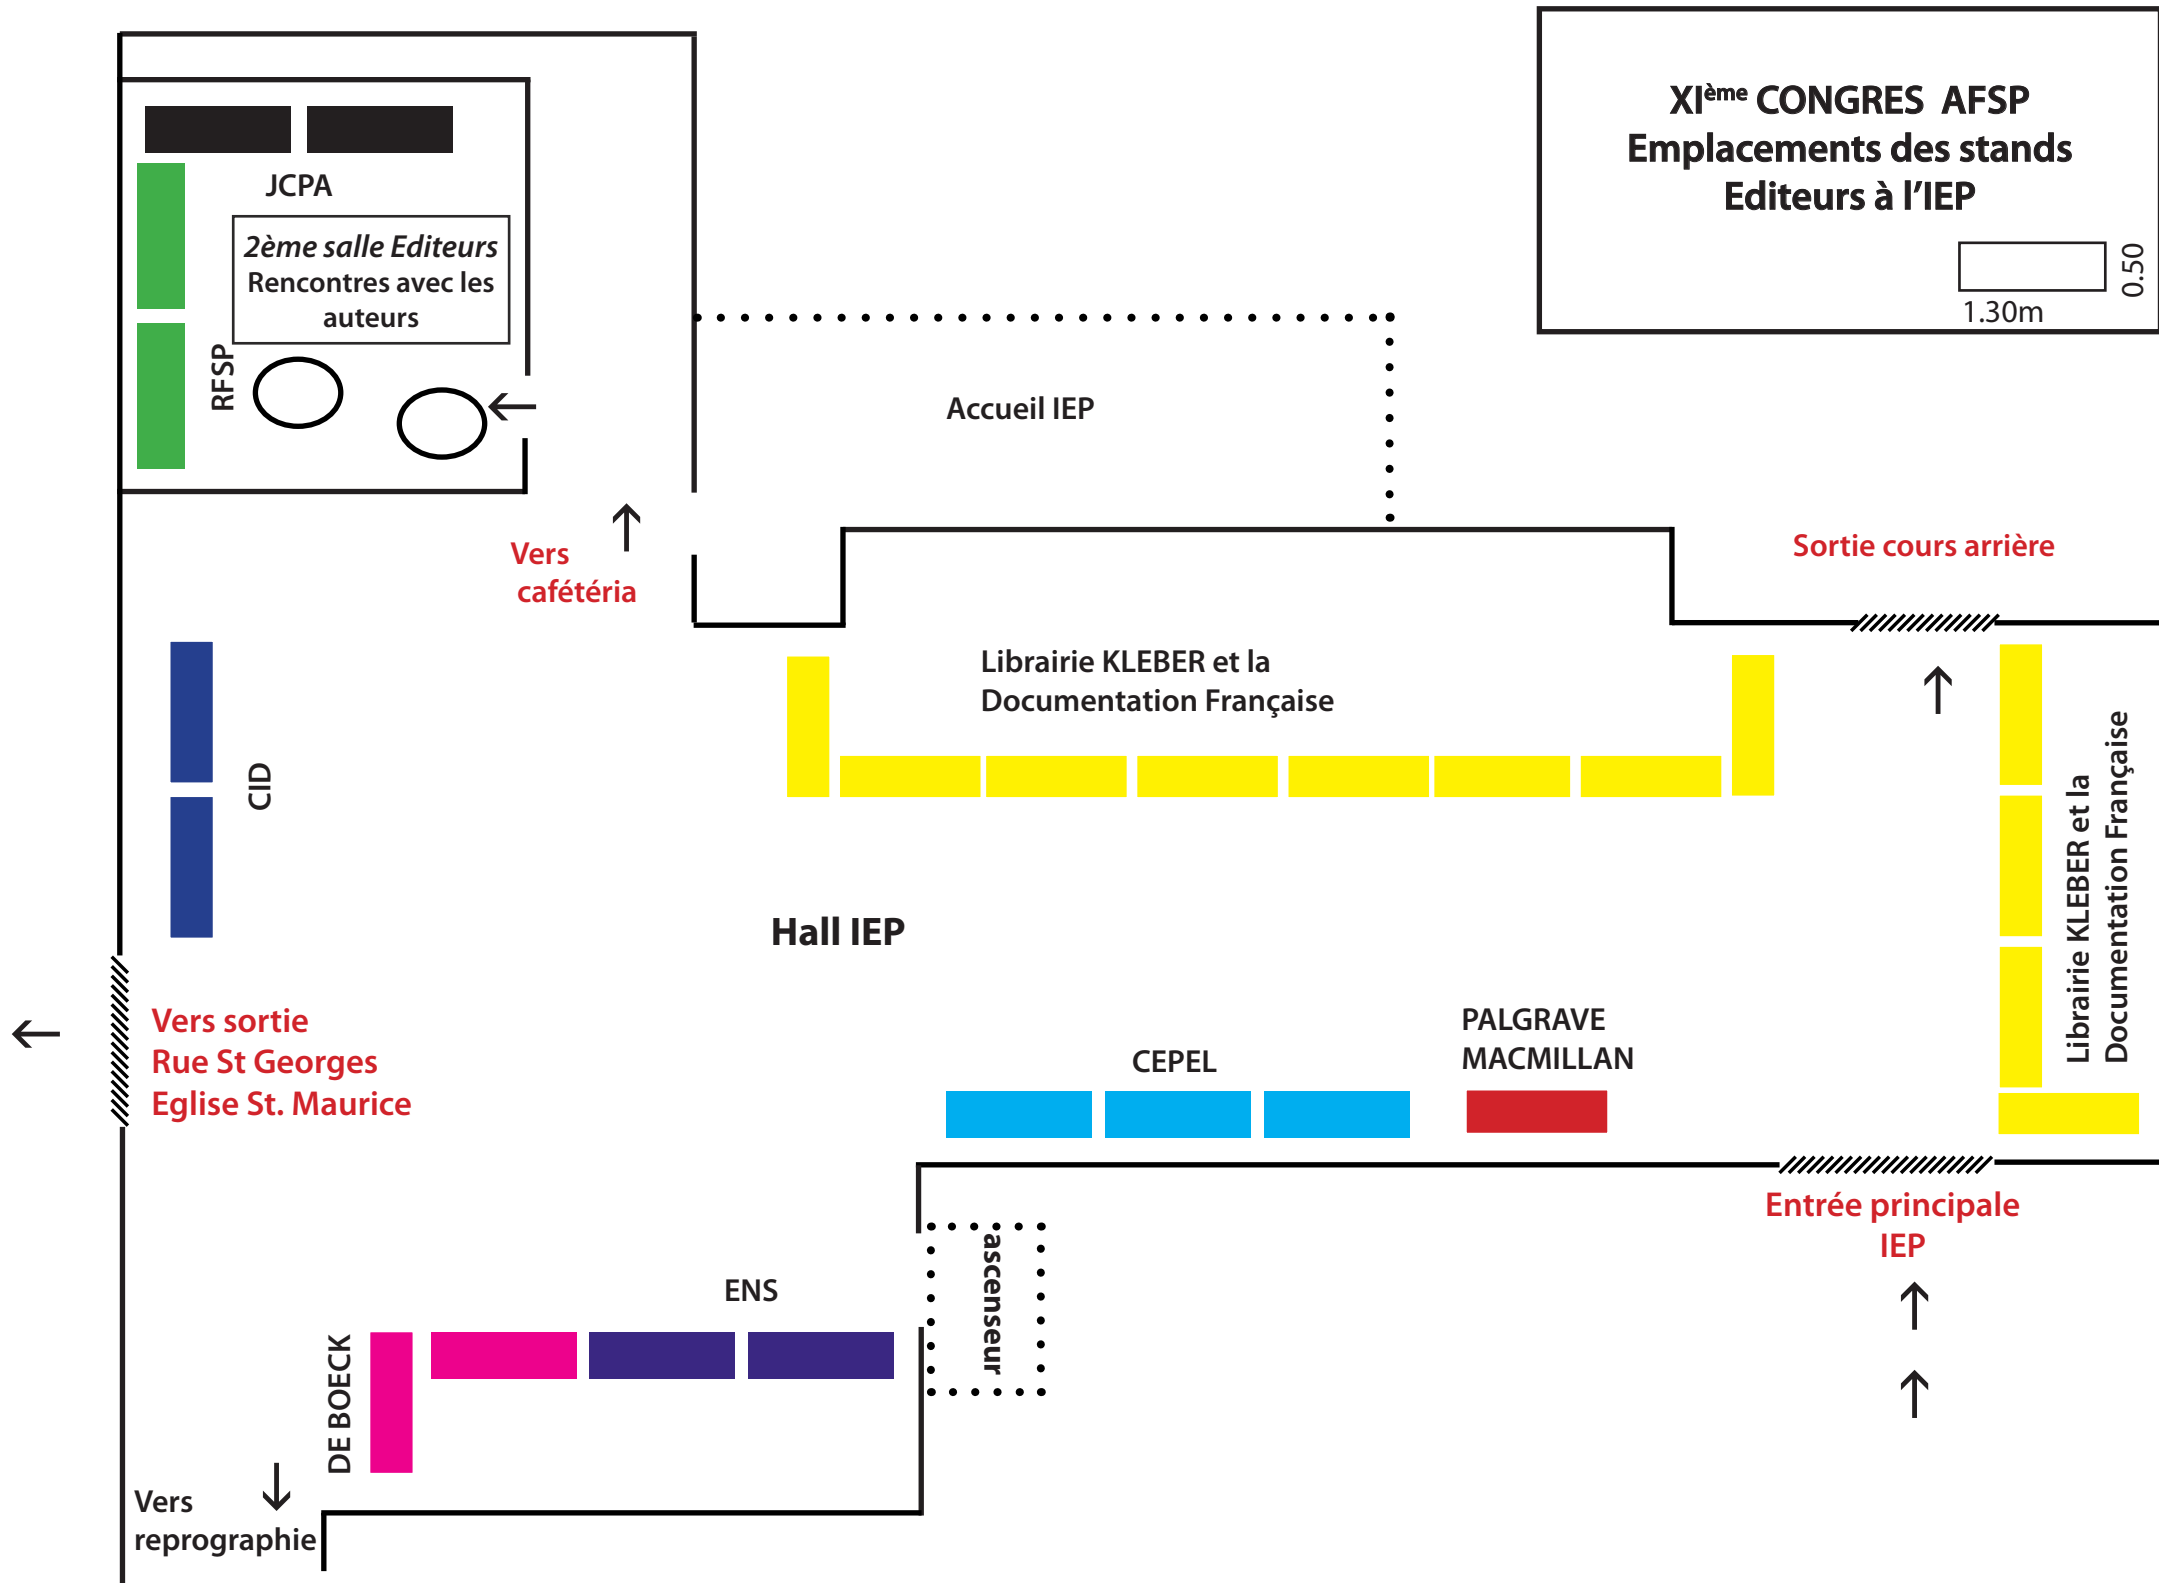 XIème CONGRES AFSP
Emplacements des stands
Editeurs à l'IEP
0.50
1.30m
JCPA
2ème salle Editeurs
Rencontres avec les
auteurs
RFSP
Accueil IEP
Vers
cafétéria
Sortie cours arrière
Librairie KLEBER et la
Documentation Française
Librairie KLEBER et la
Documentation Française
CID
Hall IEP
Vers sortie
Rue St Georges
Eglise St. Maurice
CEPEL
PALGRAVE
MACMILLAN
Entrée principale
IEP
ascenseur
ENS
DE BOECK
Vers
reprographie